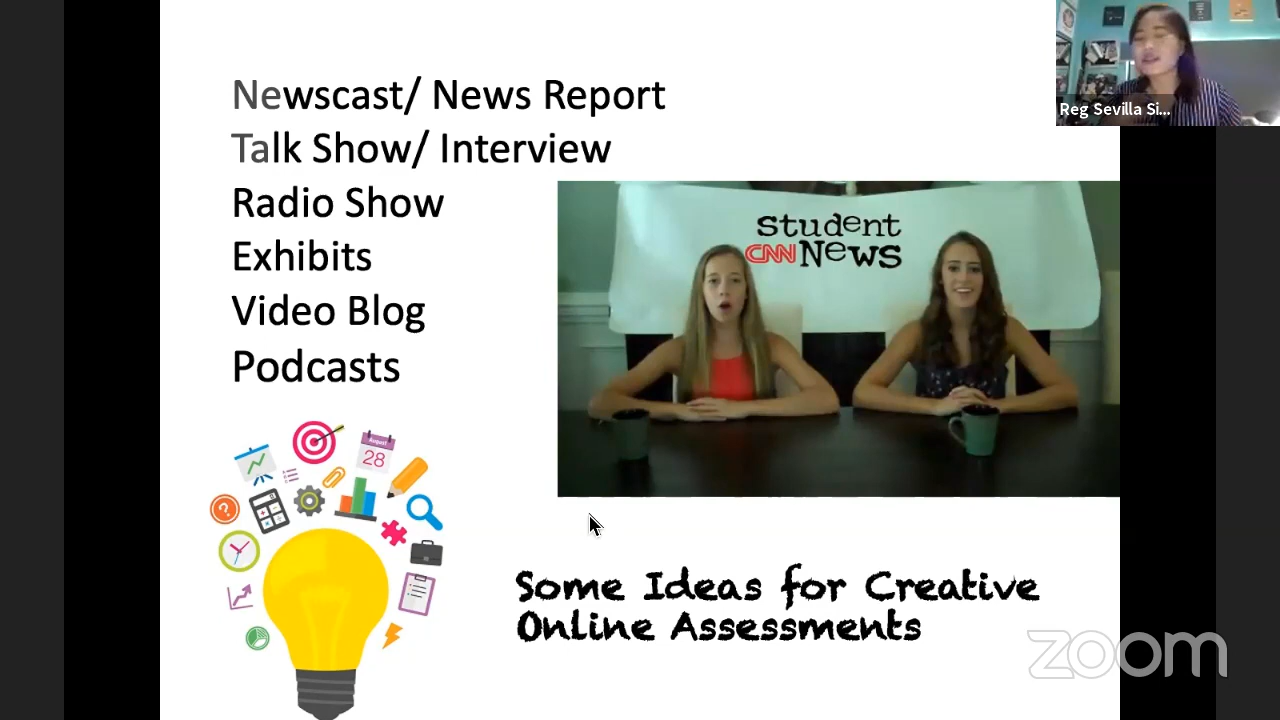 Newscast/ News Report
Talk Show/ Interview
Radio Show
Exhibits
Video Blog
Podcasts
Reg Sevilla Si...
student
CNN News
August
28
?
Some Ideas for Creative
Online Assessments
zoom